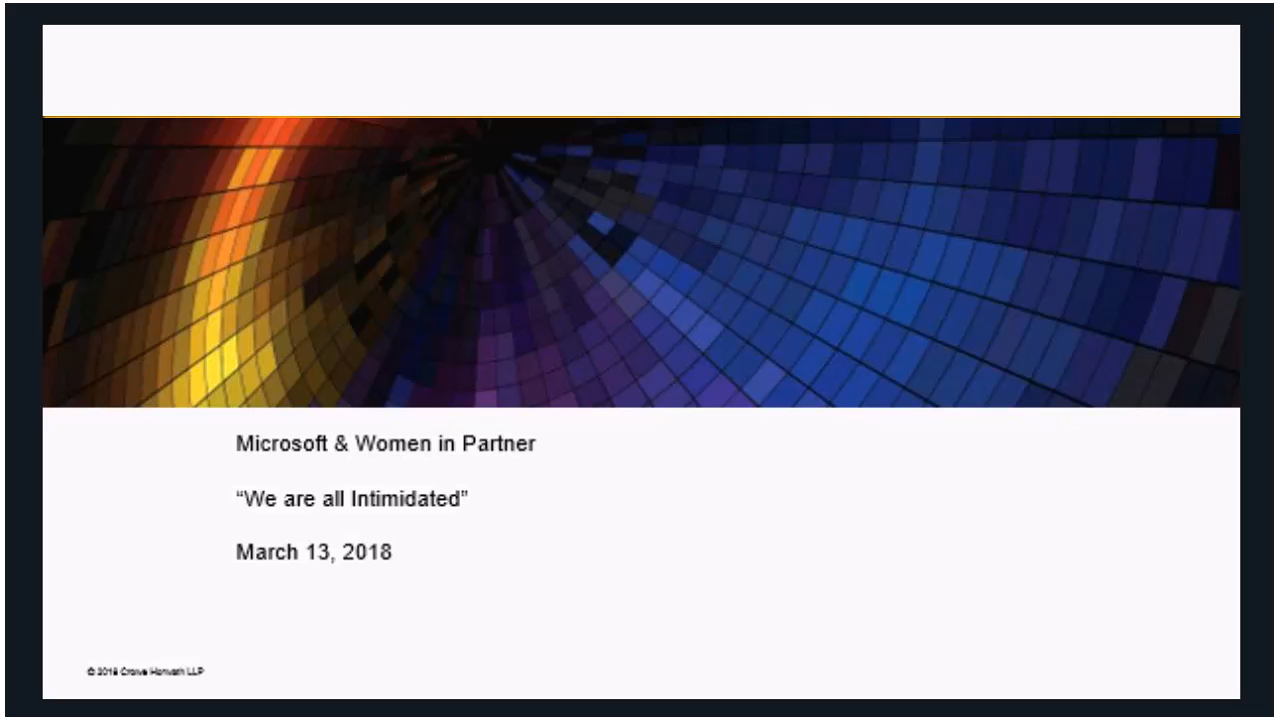 Microsoft & Women in Partner
“We are all Intimidated”
March 13, 2018
© 2018 Crowe Horwath LLP